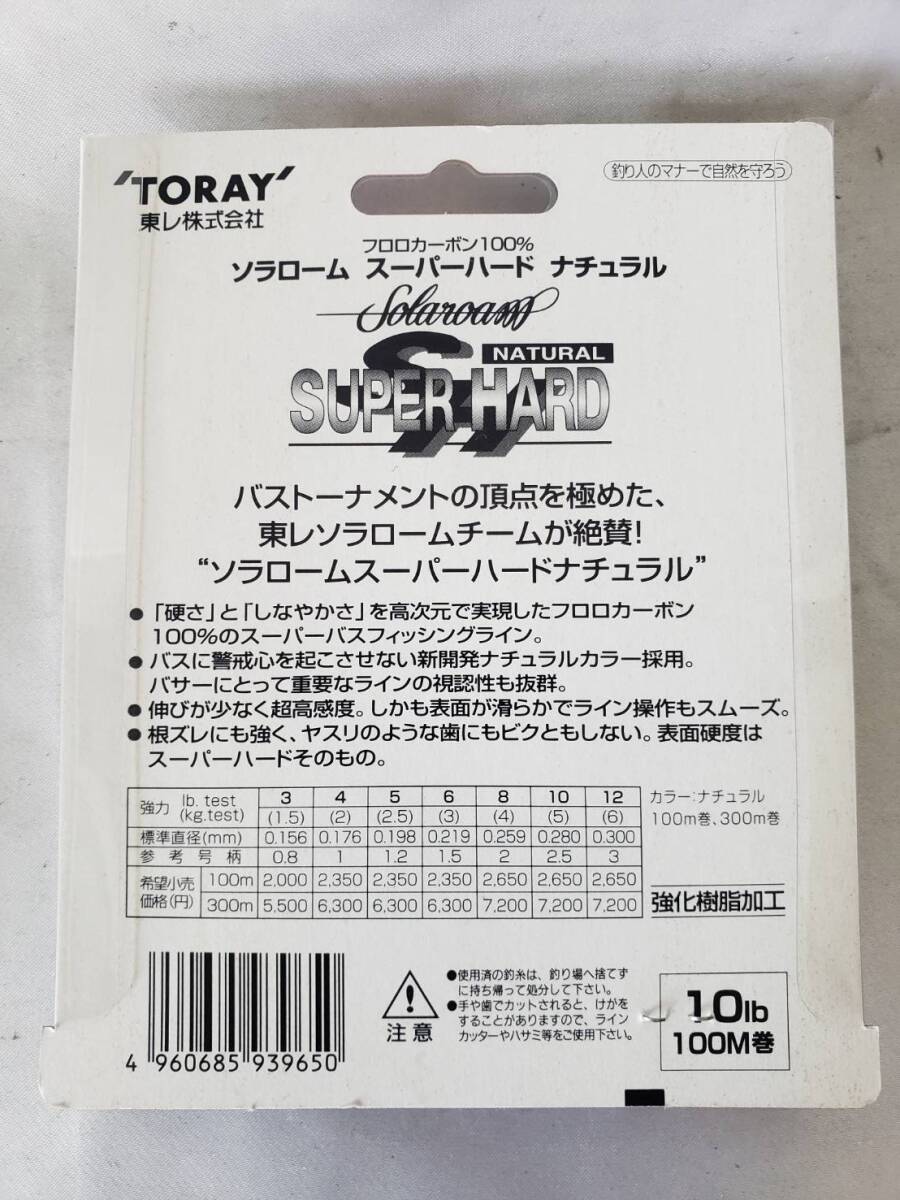 'TORAY'
東レ株式会社
釣り人のマナーで自然を守ろう
フロロカーボン100%
ソラローム スーパーハード ナチュラル
Solaroam
NATURAL
SH
SUPER HARD
バストーナメントの頂点を極めた、
東レソラロームチームが絶賛!
“ソラロームスーパーハードナチュラル”
●「硬さ」と「しなやかさ」を高次元で実現したフロロカーボン
100%のスーパーバスフィッシングライン。
●バスに警戒心を起こさせない新開発ナチュラルカラー採用。
バサーにとって重要なラインの視認性も抜群。
●伸びが少なく超高感度。しかも表面が滑らかでライン操作もスムーズ。
●根ズレにも強く、ヤスリのような歯にもビクともしない。表面硬度は
スーパーハードそのもの。
強力 lb. test (kg.test) 3 (1.5) 4 (2) 5 (2.5) 6 (3) 8 (4) 10 (5) 12 (6)
標準直径(mm) 0.156 0.176 0.198 0.219 0.259 0.280 0.300
参考号柄 0.8 1 1.2 1.5 2 2.5 3
希望小売価格(円) 100m 2,000 2,350 2,350 2,350 2,650 2,650 2,650
300m 5,500 6,300 6,300 6,300 7,200 7,200 7,200
カラー:ナチュラル
100m巻、300m巻
強化樹脂加工
4 960685 939650
注意
●使用済の釣糸は、釣り場へ捨てず
に持ち帰って処分して下さい。
●手や歯でカットされると、けがを
することがありますので、ライン
カッターやハサミ等をご使用下さい。
10lb
100M巻